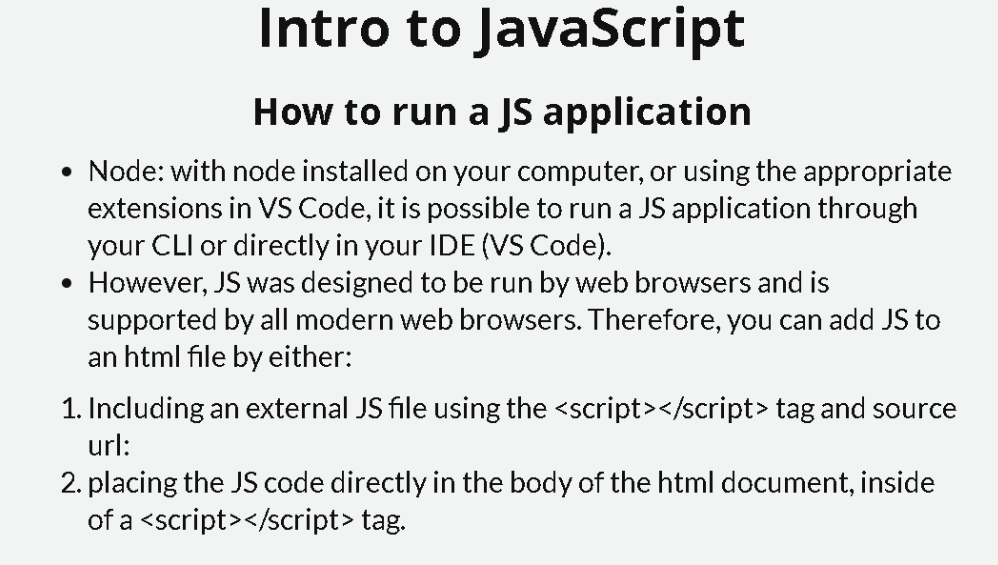 Intro to JavaScript
How to run a JS application
• Node: with node installed on your computer, or using the appropriate
extensions in VS Code, it is possible to run a JS application through
your CLI or directly in your IDE (VS Code).
• However, JS was designed to be run by web browsers and is
supported by all modern web browsers. Therefore, you can add JS to
an html file by either:
1. Including an external JS file using the <script></script> tag and source
url:
2. placing the JS code directly in the body of the html document, inside
of a <script></script> tag.